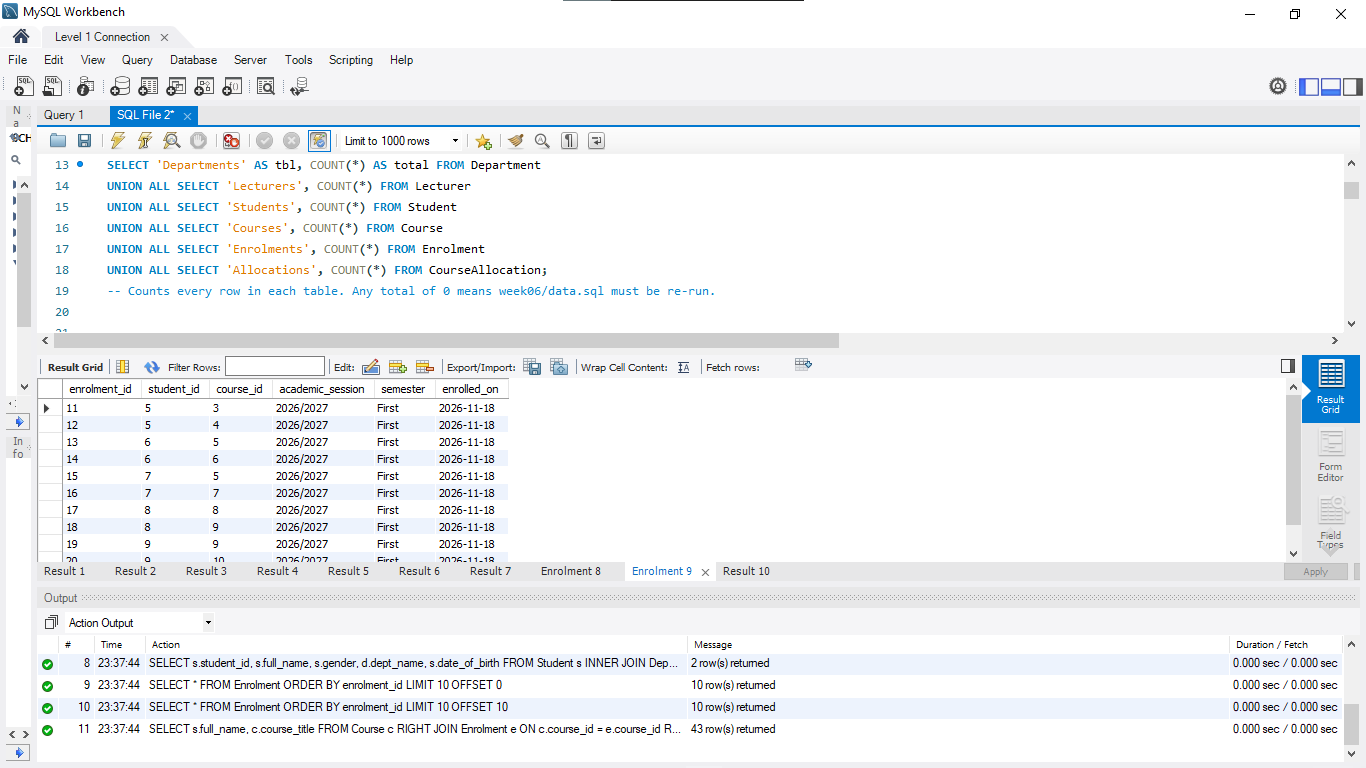 MySQL Workbench
Level 1 Connection
File Edit View Query Database Server Tools Scripting Help
N
a
CH
Query 1 SQL File 2*
Limit to 1000 rows
13 SELECT 'Departments' AS tbl, COUNT(*) AS total FROM Department
14 UNION ALL SELECT 'Lecturers', COUNT(*) FROM Lecturer
15 UNION ALL SELECT 'Students', COUNT(*) FROM Student
16 UNION ALL SELECT 'Courses', COUNT(*) FROM Course
17 UNION ALL SELECT 'Enrolments', COUNT(*) FROM Enrolment
18 UNION ALL SELECT 'Allocations', COUNT(*) FROM CourseAllocation;
19 -- Counts every row in each table. Any total of 0 means week06/data.sql must be re-run.
20
21
In
fo
Result Grid Filter Rows: Edit: Export/Import: Wrap Cell Content: Fetch rows:
enrolment_id student_id course_id academic_session semester enrolled_on
11 5 3 2026/2027 First 2026-11-18
12 5 4 2026/2027 First 2026-11-18
13 6 5 2026/2027 First 2026-11-18
14 6 6 2026/2027 First 2026-11-18
15 7 5 2026/2027 First 2026-11-18
16 7 7 2026/2027 First 2026-11-18
17 8 8 2026/2027 First 2026-11-18
18 8 9 2026/2027 First 2026-11-18
19 9 9 2026/2027 First 2026-11-18
20 9 10 2026/2027 First 2026-11-18
Result
Grid
Form
Editor
Field
Types
Result 1 Result 2 Result 3 Result 4 Result 5 Result 6 Result 7 Enrolment 8 Enrolment 9 Result 10
Apply
Output
Action Output
# Time Action Message Duration / Fetch
8 23:37:44 SELECT s.student_id, s.full_name, s.gender, d.dept_name, s.date_of_birth FROM Student s INNER JOIN Dep... 2 row(s) returned 0.000 sec / 0.000 sec
9 23:37:44 SELECT * FROM Enrolment ORDER BY enrolment_id LIMIT 10 OFFSET 0 10 row(s) returned 0.000 sec / 0.000 sec
10 23:37:44 SELECT * FROM Enrolment ORDER BY enrolment_id LIMIT 10 OFFSET 10 10 row(s) returned 0.000 sec / 0.000 sec
11 23:37:44 SELECT s.full_name, c.course_title FROM Course c RIGHT JOIN Enrolment e ON c.course_id = e.course_id R... 43 row(s) returned 0.000 sec / 0.000 sec